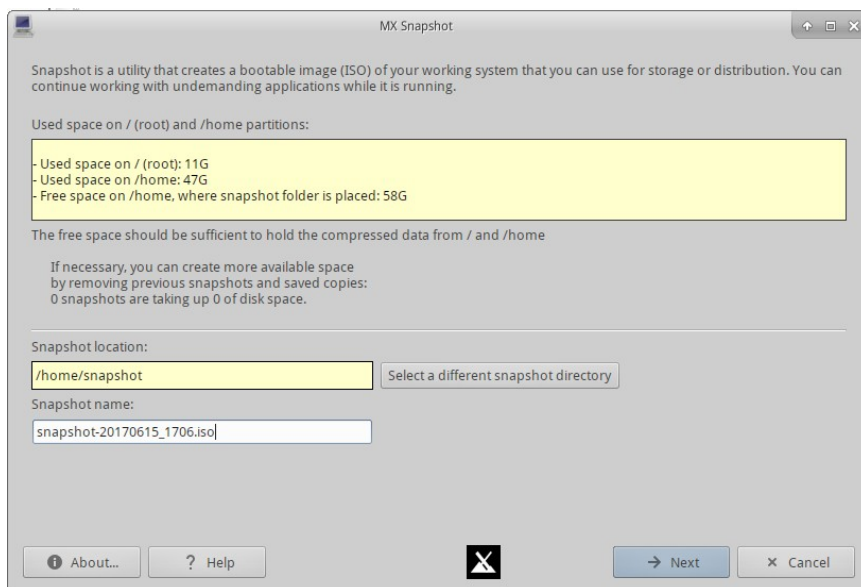 MX Snapshot
Snapshot is a utility that creates a bootable image (ISO) of your working system that you can use for storage or distribution. You can
continue working with undemanding applications while it is running.
Used space on / (root) and /home partitions:
- Used space on / (root): 11G
- Used space on /home: 47G
- Free space on /home, where snapshot folder is placed: 58G
The free space should be sufficient to hold the compressed data from / and /home
If necessary, you can create more available space
by removing previous snapshots and saved copies:
0 snapshots are taking up 0 of disk space.
Snapshot location:
/home/snapshot
Select a different snapshot directory
Snapshot name:
snapshot-20170615_1706.iso
About...
? Help
Next
Cancel